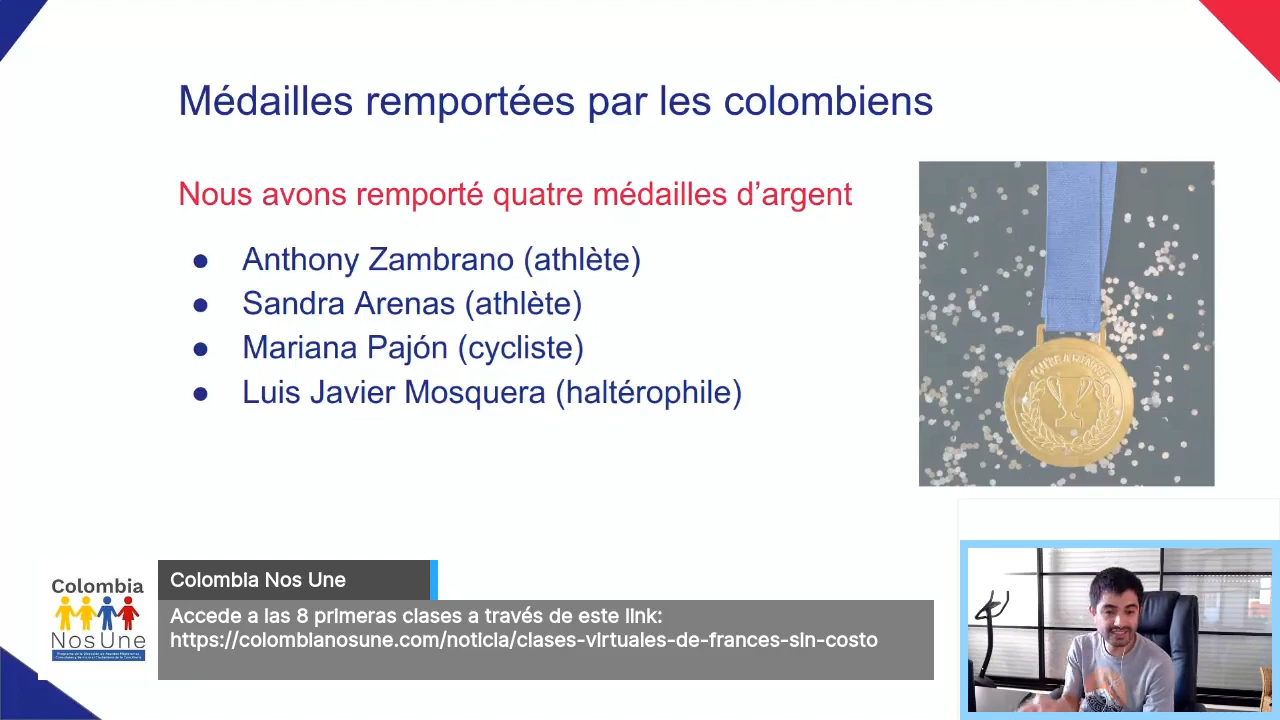 Médailles remportées par les colombiens
Nous avons remporté quatre médailles d’argent
● Anthony Zambrano (athlète)
● Sandra Arenas (athlète)
● Mariana Pajón (cycliste)
● Luis Javier Mosquera (haltérophile)
Colombia Nos Une
Accede a las 8 primeras clases a través de este link:
https://colombianosune.com/noticia/clases-virtuales-de-frances-sin-costo
Colombia
Nos Une